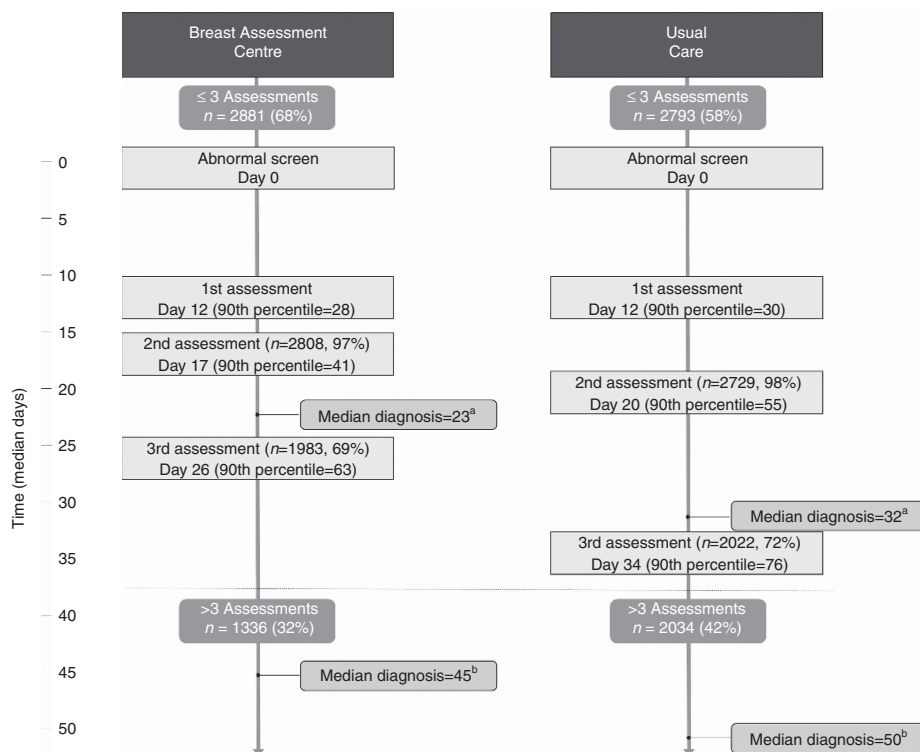 Breast Assessment
Centre
Usual
Care
≤ 3 Assessments
n = 2881 (68%)
≤ 3 Assessments
n = 2793 (58%)
Time (median days)
0
5
10
15
20
25
30
35
40
45
50
Abnormal screen
Day 0
Abnormal screen
Day 0
1st assessment
Day 12 (90th percentile=28)
1st assessment
Day 12 (90th percentile=30)
2nd assessment (n=2808, 97%)
Day 17 (90th percentile=41)
2nd assessment (n=2729, 98%)
Day 20 (90th percentile=55)
Median diagnosis=23ᵃ
3rd assessment (n=1983, 69%)
Day 26 (90th percentile=63)
Median diagnosis=32ᵃ
3rd assessment (n=2022, 72%)
Day 34 (90th percentile=76)
>3 Assessments
n = 1336 (32%)
>3 Assessments
n = 2034 (42%)
Median diagnosis=45ᵇ
Median diagnosis=50ᵇ